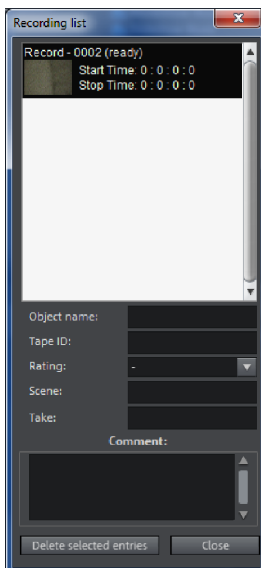 Recording list
Record - 0002 (ready)
Start Time: 0 : 0 : 0 : 0
Stop Time: 0 : 0 : 0 : 0
Object name:
Tape ID:
Rating: -
Scene:
Take:
Comment:
Delete selected entries Close